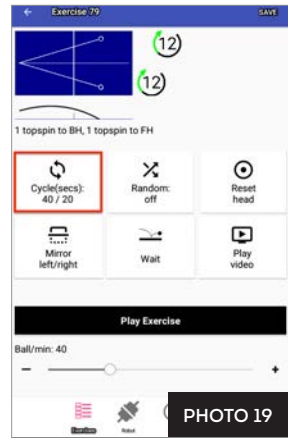 Exercise 79
SAVE
12
12
1 topspin to BH, 1 topspin to FH
Cycle(secs):
40 / 20
Random:
off
Reset
head
Mirror
left/right
Wait
Play
video
Play Exercise
Ball/min: 40
Exercises
Robot
PHOTO 19